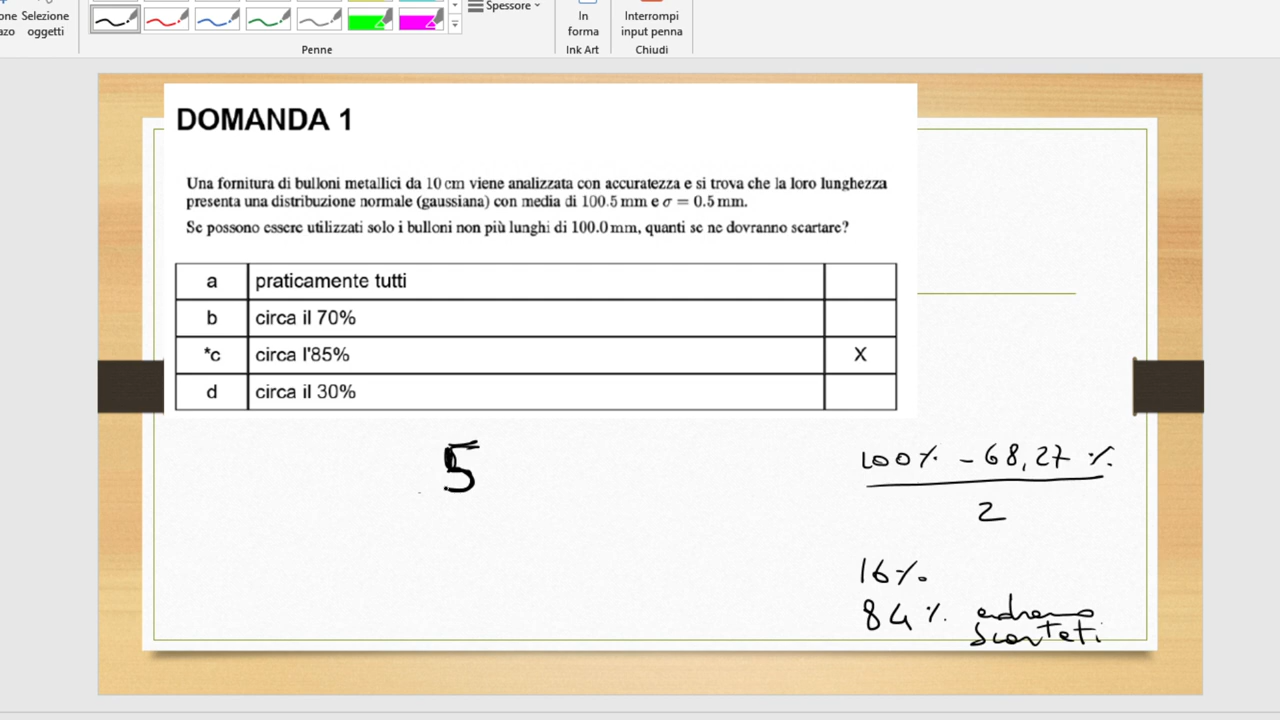 one Selezione
azo oggetti
Penne
Spessore
In
forma
Ink Art
Interrompi
input penna
Chiudi
DOMANDA 1
Una fornitura di bulloni metallici da 10 cm viene analizzata con accuratezza e si trova che la loro lunghezza
presenta una distribuzione normale (gaussiana) con media di 100.5 mm e σ = 0.5 mm.
Se possono essere utilizzati solo i bulloni non più lunghi di 100.0 mm, quanti se ne dovranno scartare?
a praticamente tutti
b circa il 70%
*c circa l'85% X
d circa il 30%
5
100% - 68,27 %
2
16%
84% andranno
scartati